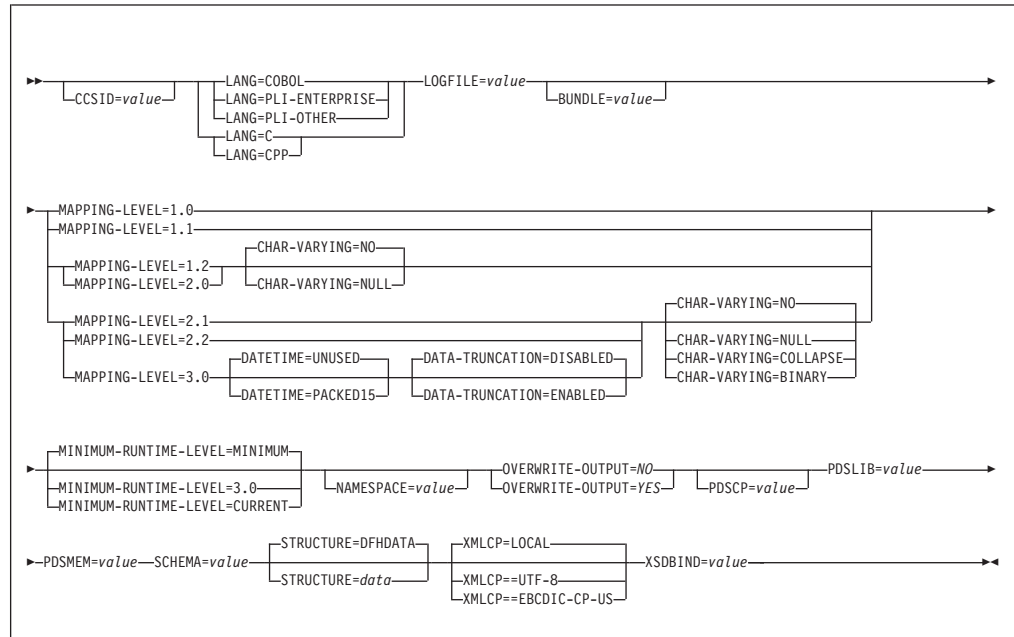 LANG=COBOL LOGFILE=value
CCSID=value LANG=PLI-ENTERPRISE BUNDLE=value
LANG=PLI-OTHER
LANG=C
LANG=CPP
MAPPING-LEVEL=1.0
MAPPING-LEVEL=1.1
CHAR-VARYING=NO
MAPPING-LEVEL=1.2
MAPPING-LEVEL=2.0 CHAR-VARYING=NULL
CHAR-VARYING=NO
MAPPING-LEVEL=2.1
MAPPING-LEVEL=2.2 CHAR-VARYING=NULL
DATETIME=UNUSED DATA-TRUNCATION=DISABLED CHAR-VARYING=COLLAPSE
MAPPING-LEVEL=3.0 CHAR-VARYING=BINARY
DATETIME=PACKED15 DATA-TRUNCATION=ENABLED
MINIMUM-RUNTIME-LEVEL=MINIMUM OVERWRITE-OUTPUT=NO PDSLIB=value
MINIMUM-RUNTIME-LEVEL=3.0 NAMESPACE=value OVERWRITE-OUTPUT=YES PDSCP=value
MINIMUM-RUNTIME-LEVEL=CURRENT
STRUCTURE=DFHDATA XMLCP=LOCAL
PDSMEM=value SCHEMA=value XSDBIND=value
STRUCTURE=data XMLCP==UTF-8
XMLCP==EBCDIC-CP-US